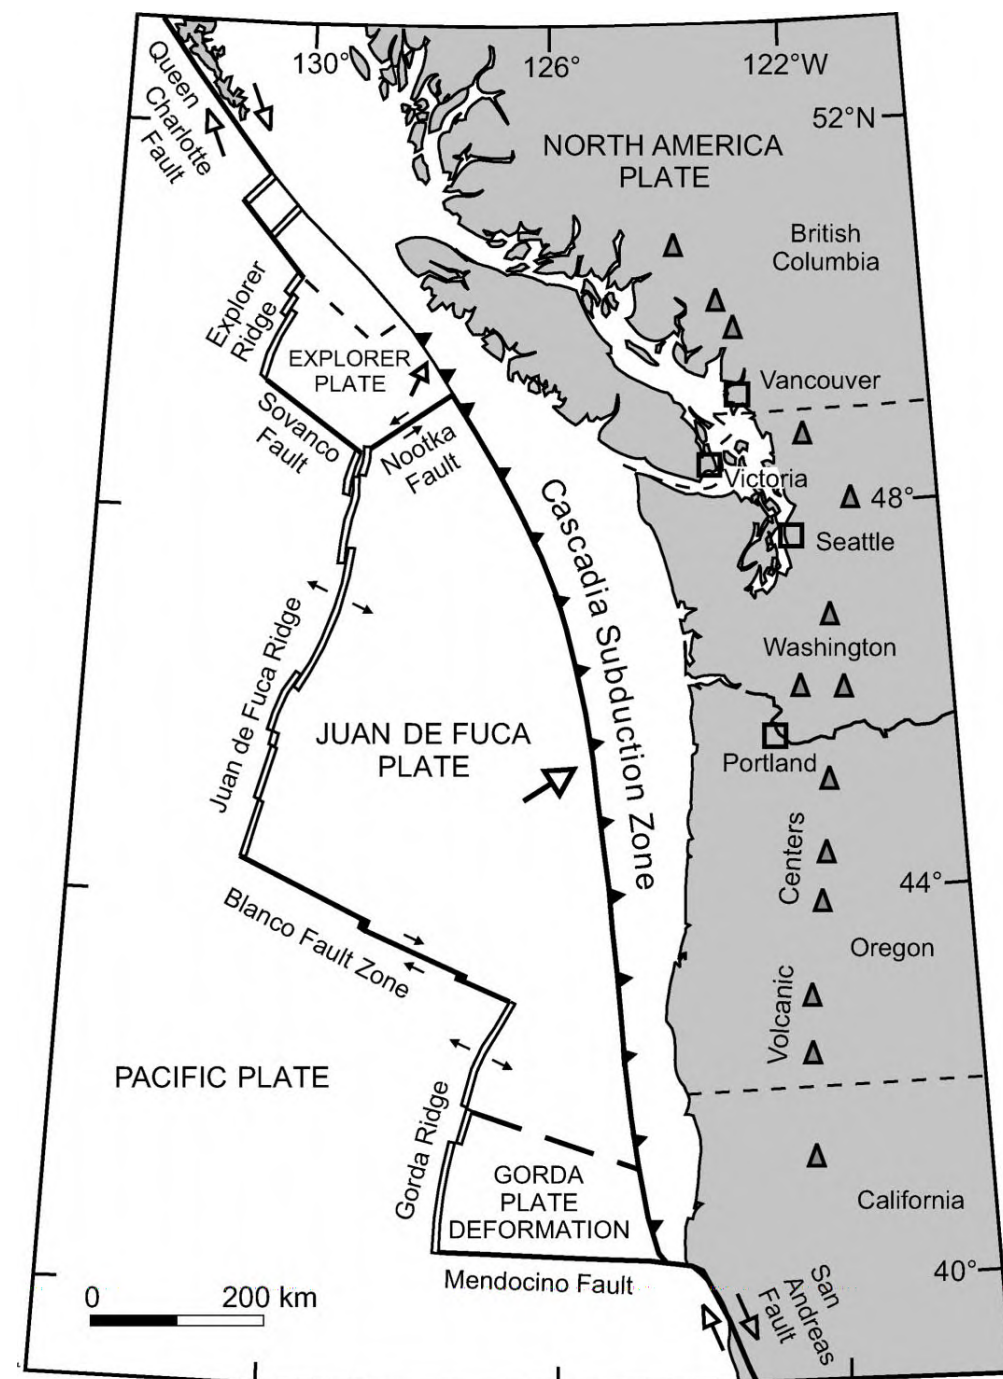 130°
126°
122°W
52°N
Queen
Charlotte
Fault
NORTH AMERICA
PLATE
British
Columbia
Explorer
Ridge
EXPLORER
PLATE
Vancouver
Sovanco
Fault
Nootka
Fault
Victoria
48°
Seattle
Cascadia Subduction Zone
Washington
Juan de Fuca Ridge
JUAN DE FUCA
PLATE
Portland
Volcanic Centers
44°
Blanco Fault Zone
Oregon
PACIFIC PLATE
Gorda Ridge
GORDA
PLATE
DEFORMATION
California
40°
Mendocino Fault
San
Andreas
Fault
0 200 km